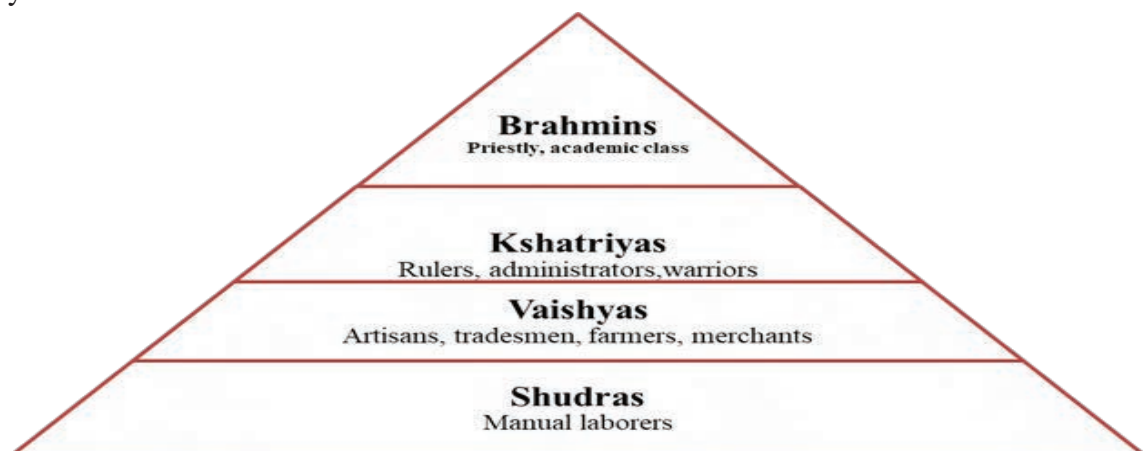 Brahmins
Priestly, academic class
Kshatriyas
Rulers, administrators,warriors
Vaishyas
Artisans, tradesmen, farmers, merchants
Shudras
Manual laborers